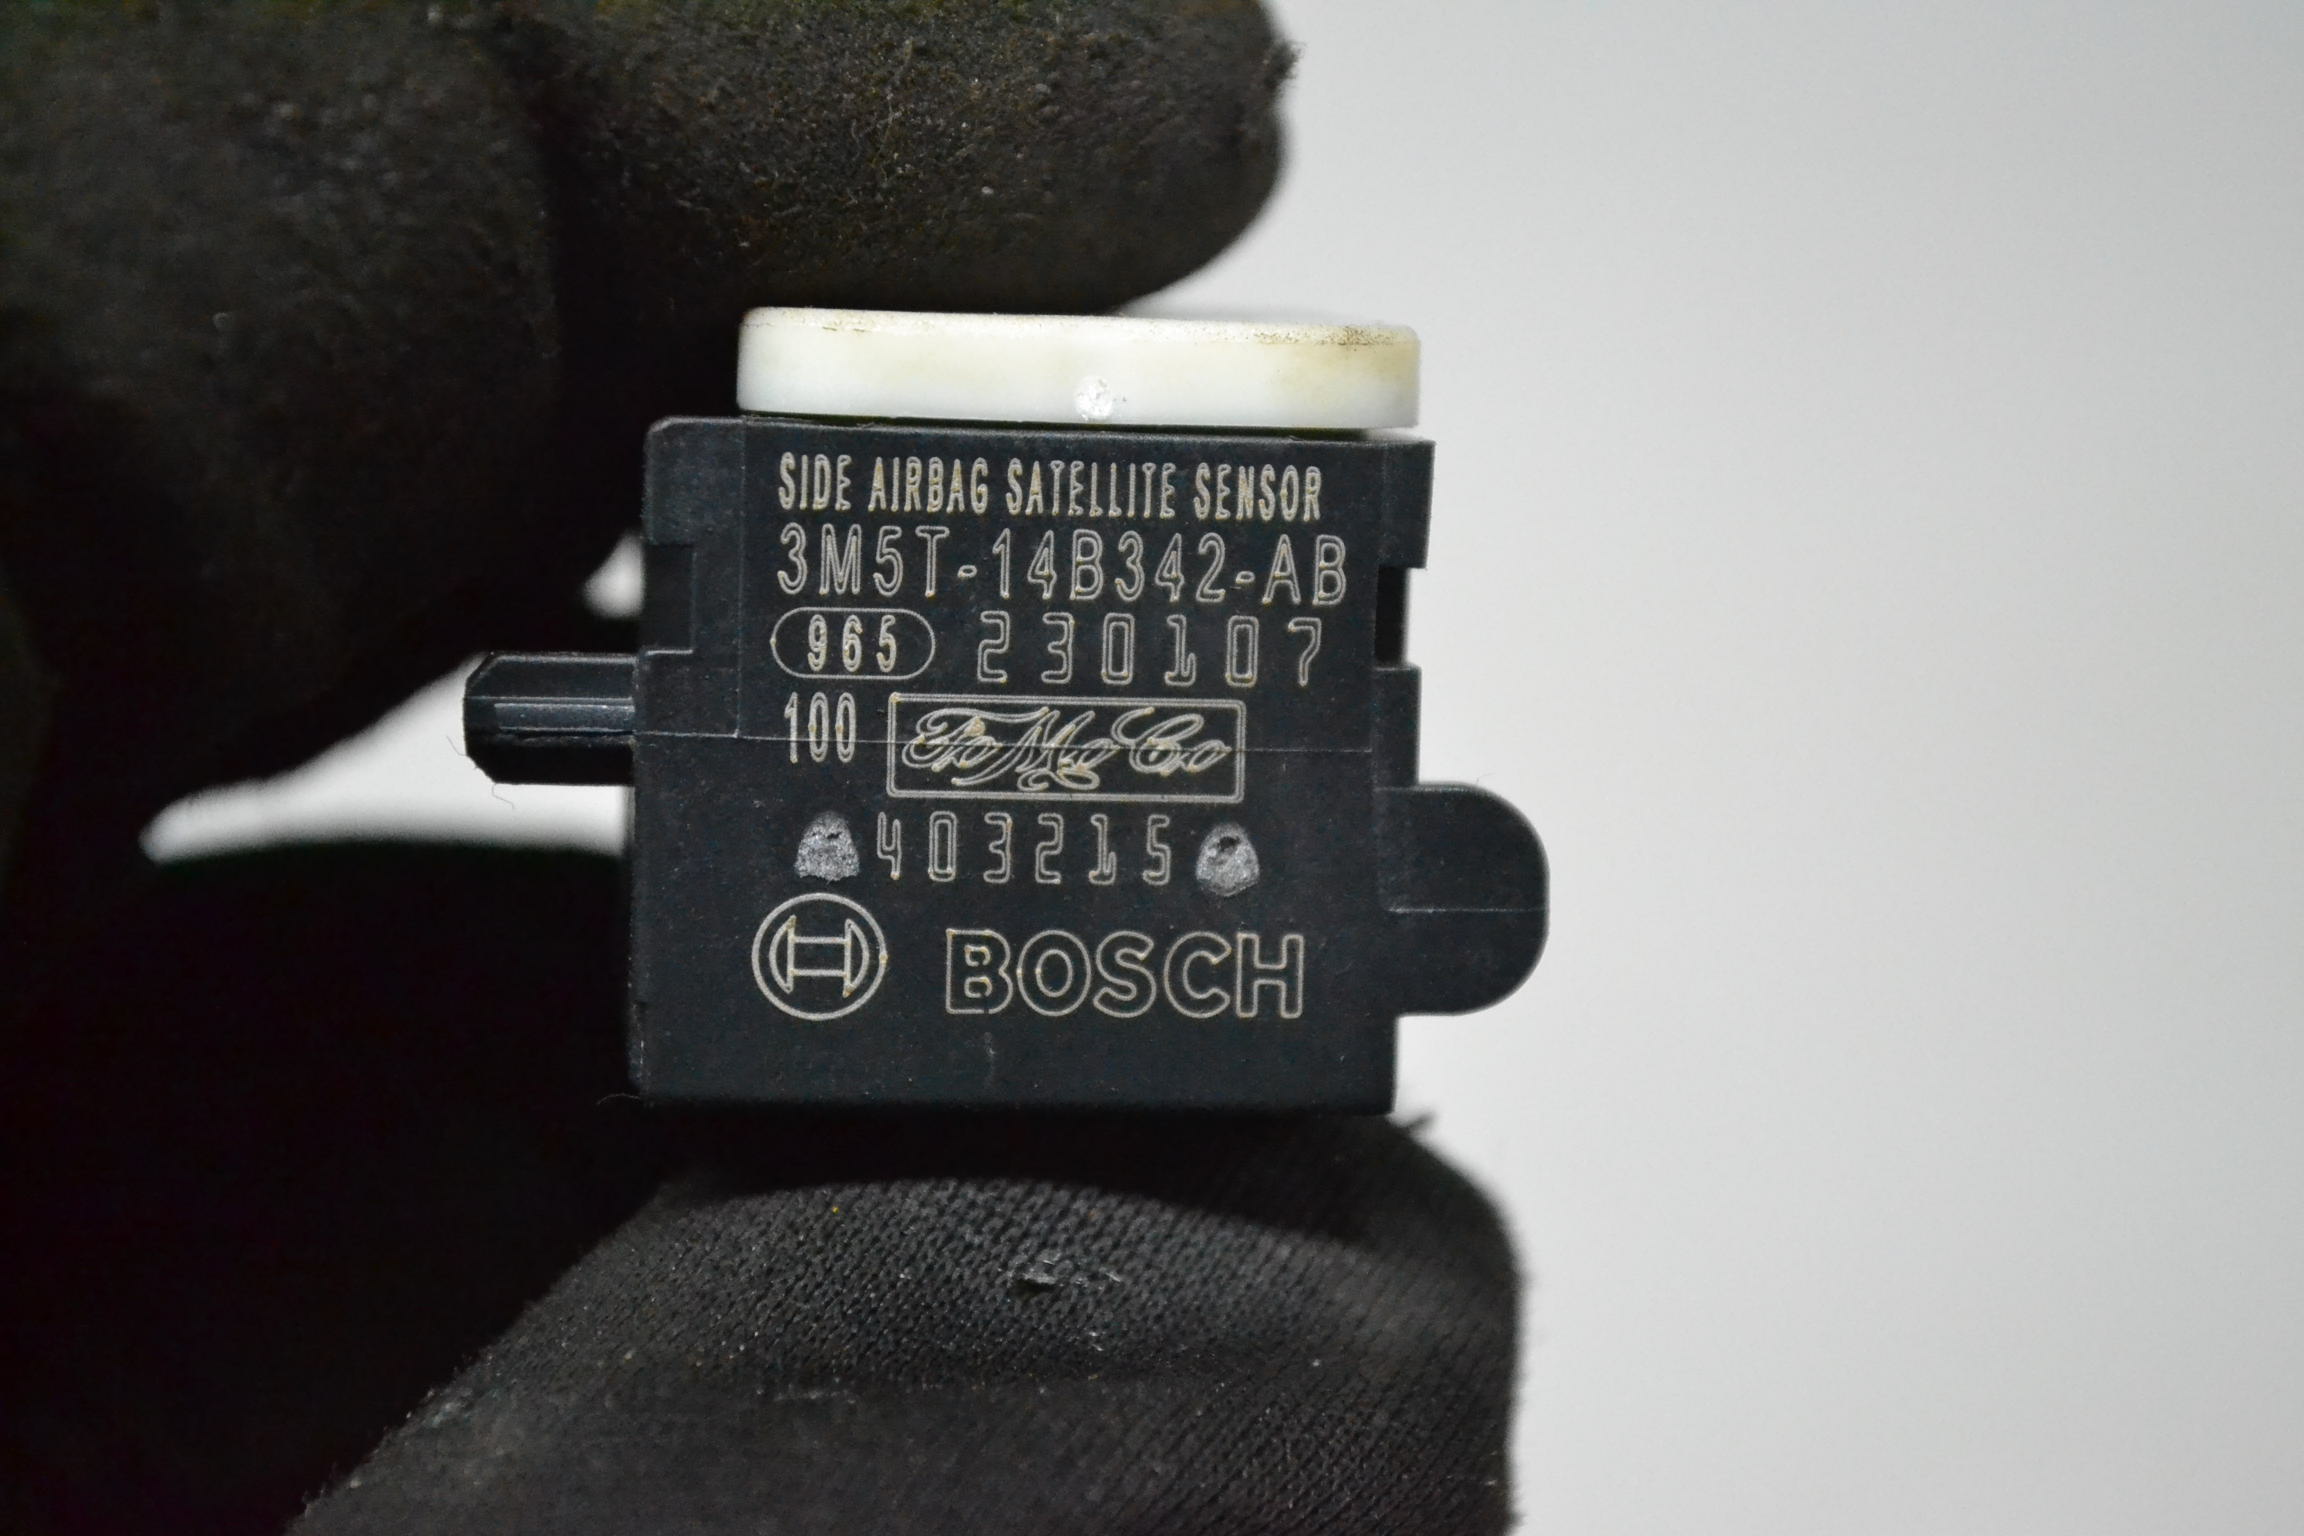 SIDE AIRBAG SATELLITE SENSOR
3M5T-14B342-AB
965 230107
100 FoMoCo
403215
BOSCH